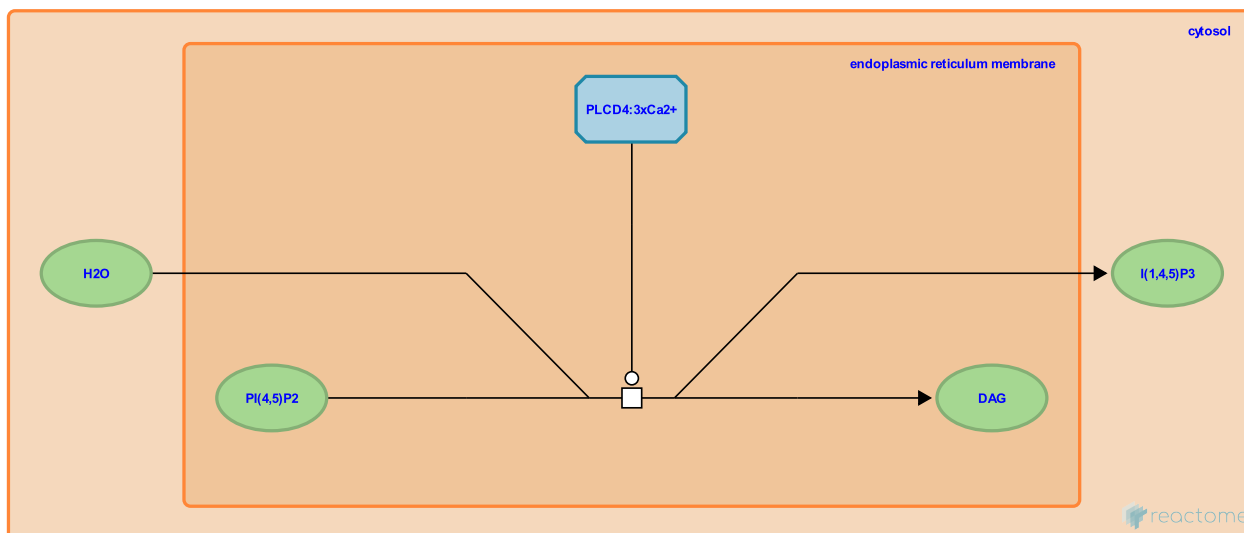 cytosol
endoplasmic reticulum membrane
PLCD4:3xCa2+
H2O
I(1,4,5)P3
PI(4,5)P2
DAG
reactome